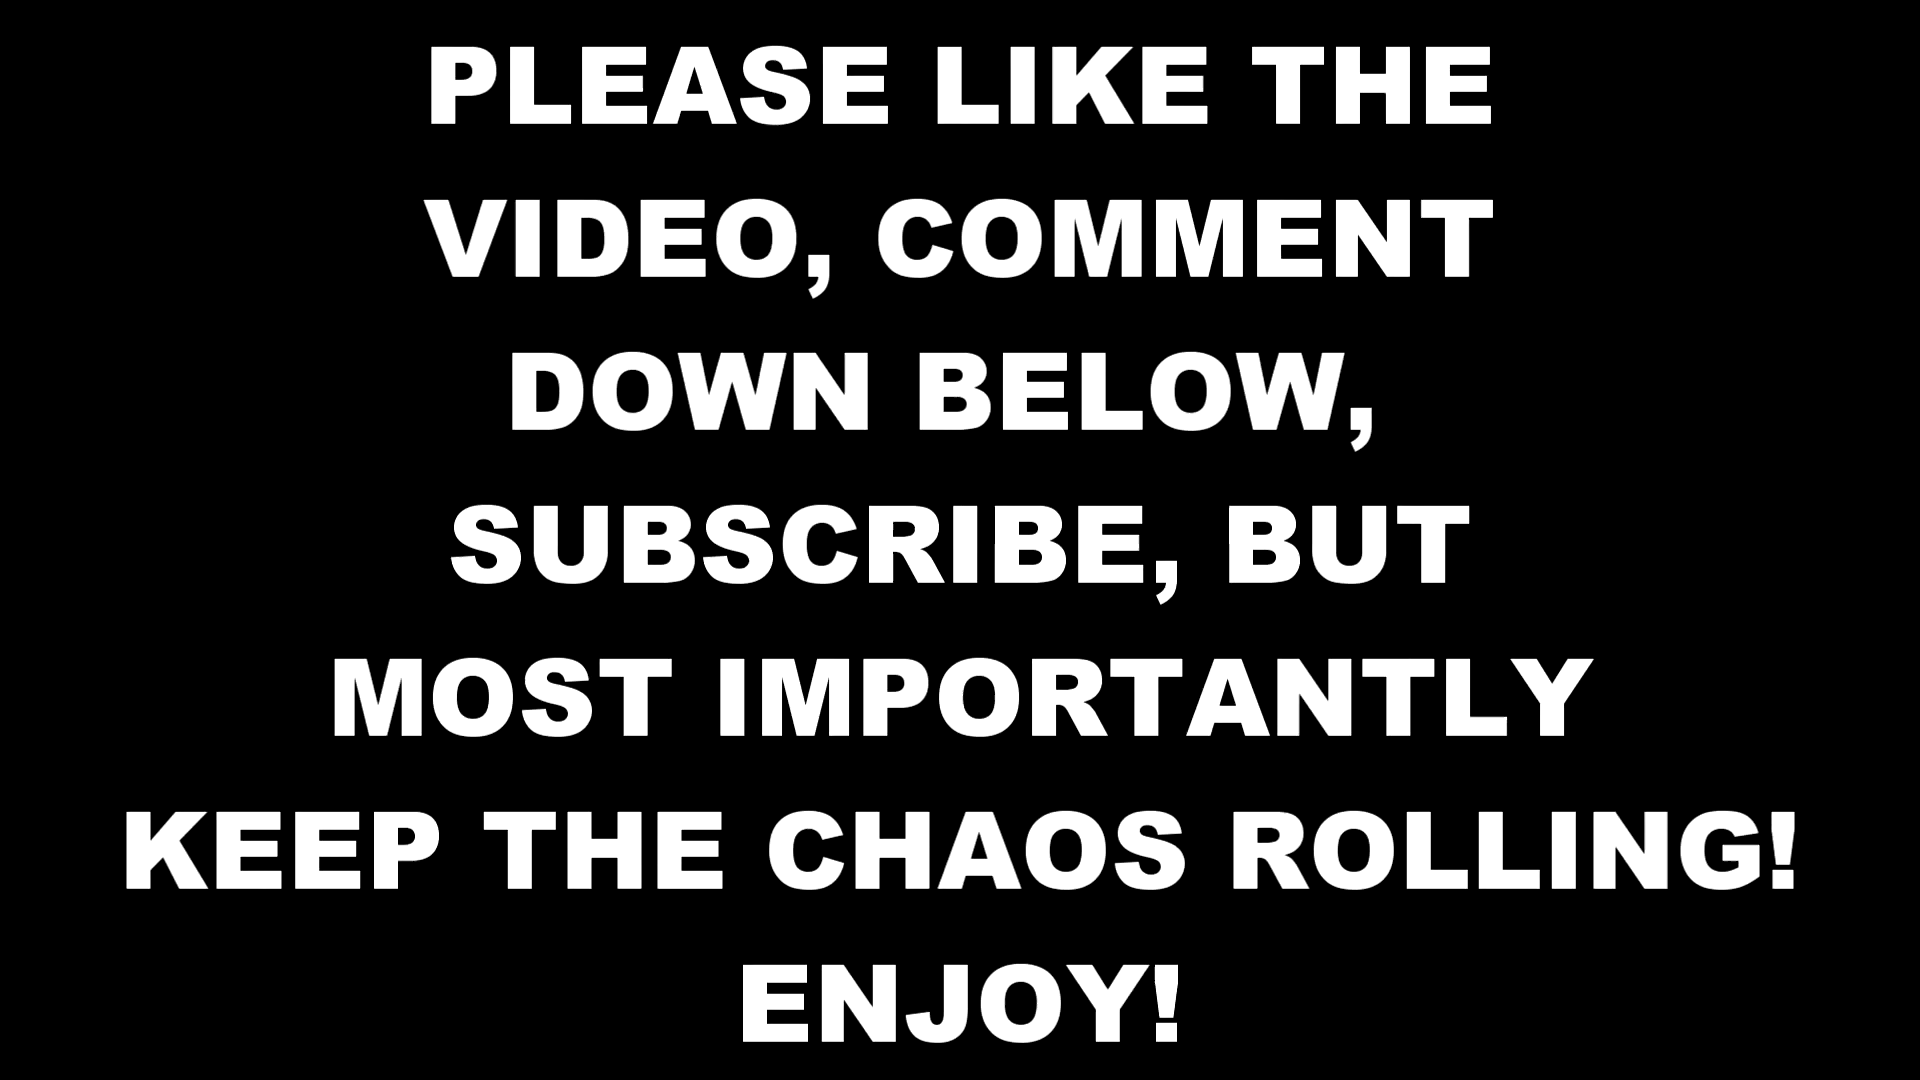 PLEASE LIKE THE
VIDEO, COMMENT
DOWN BELOW,
SUBSCRIBE, BUT
MOST IMPORTANTLY
KEEP THE CHAOS ROLLING!
ENJOY!